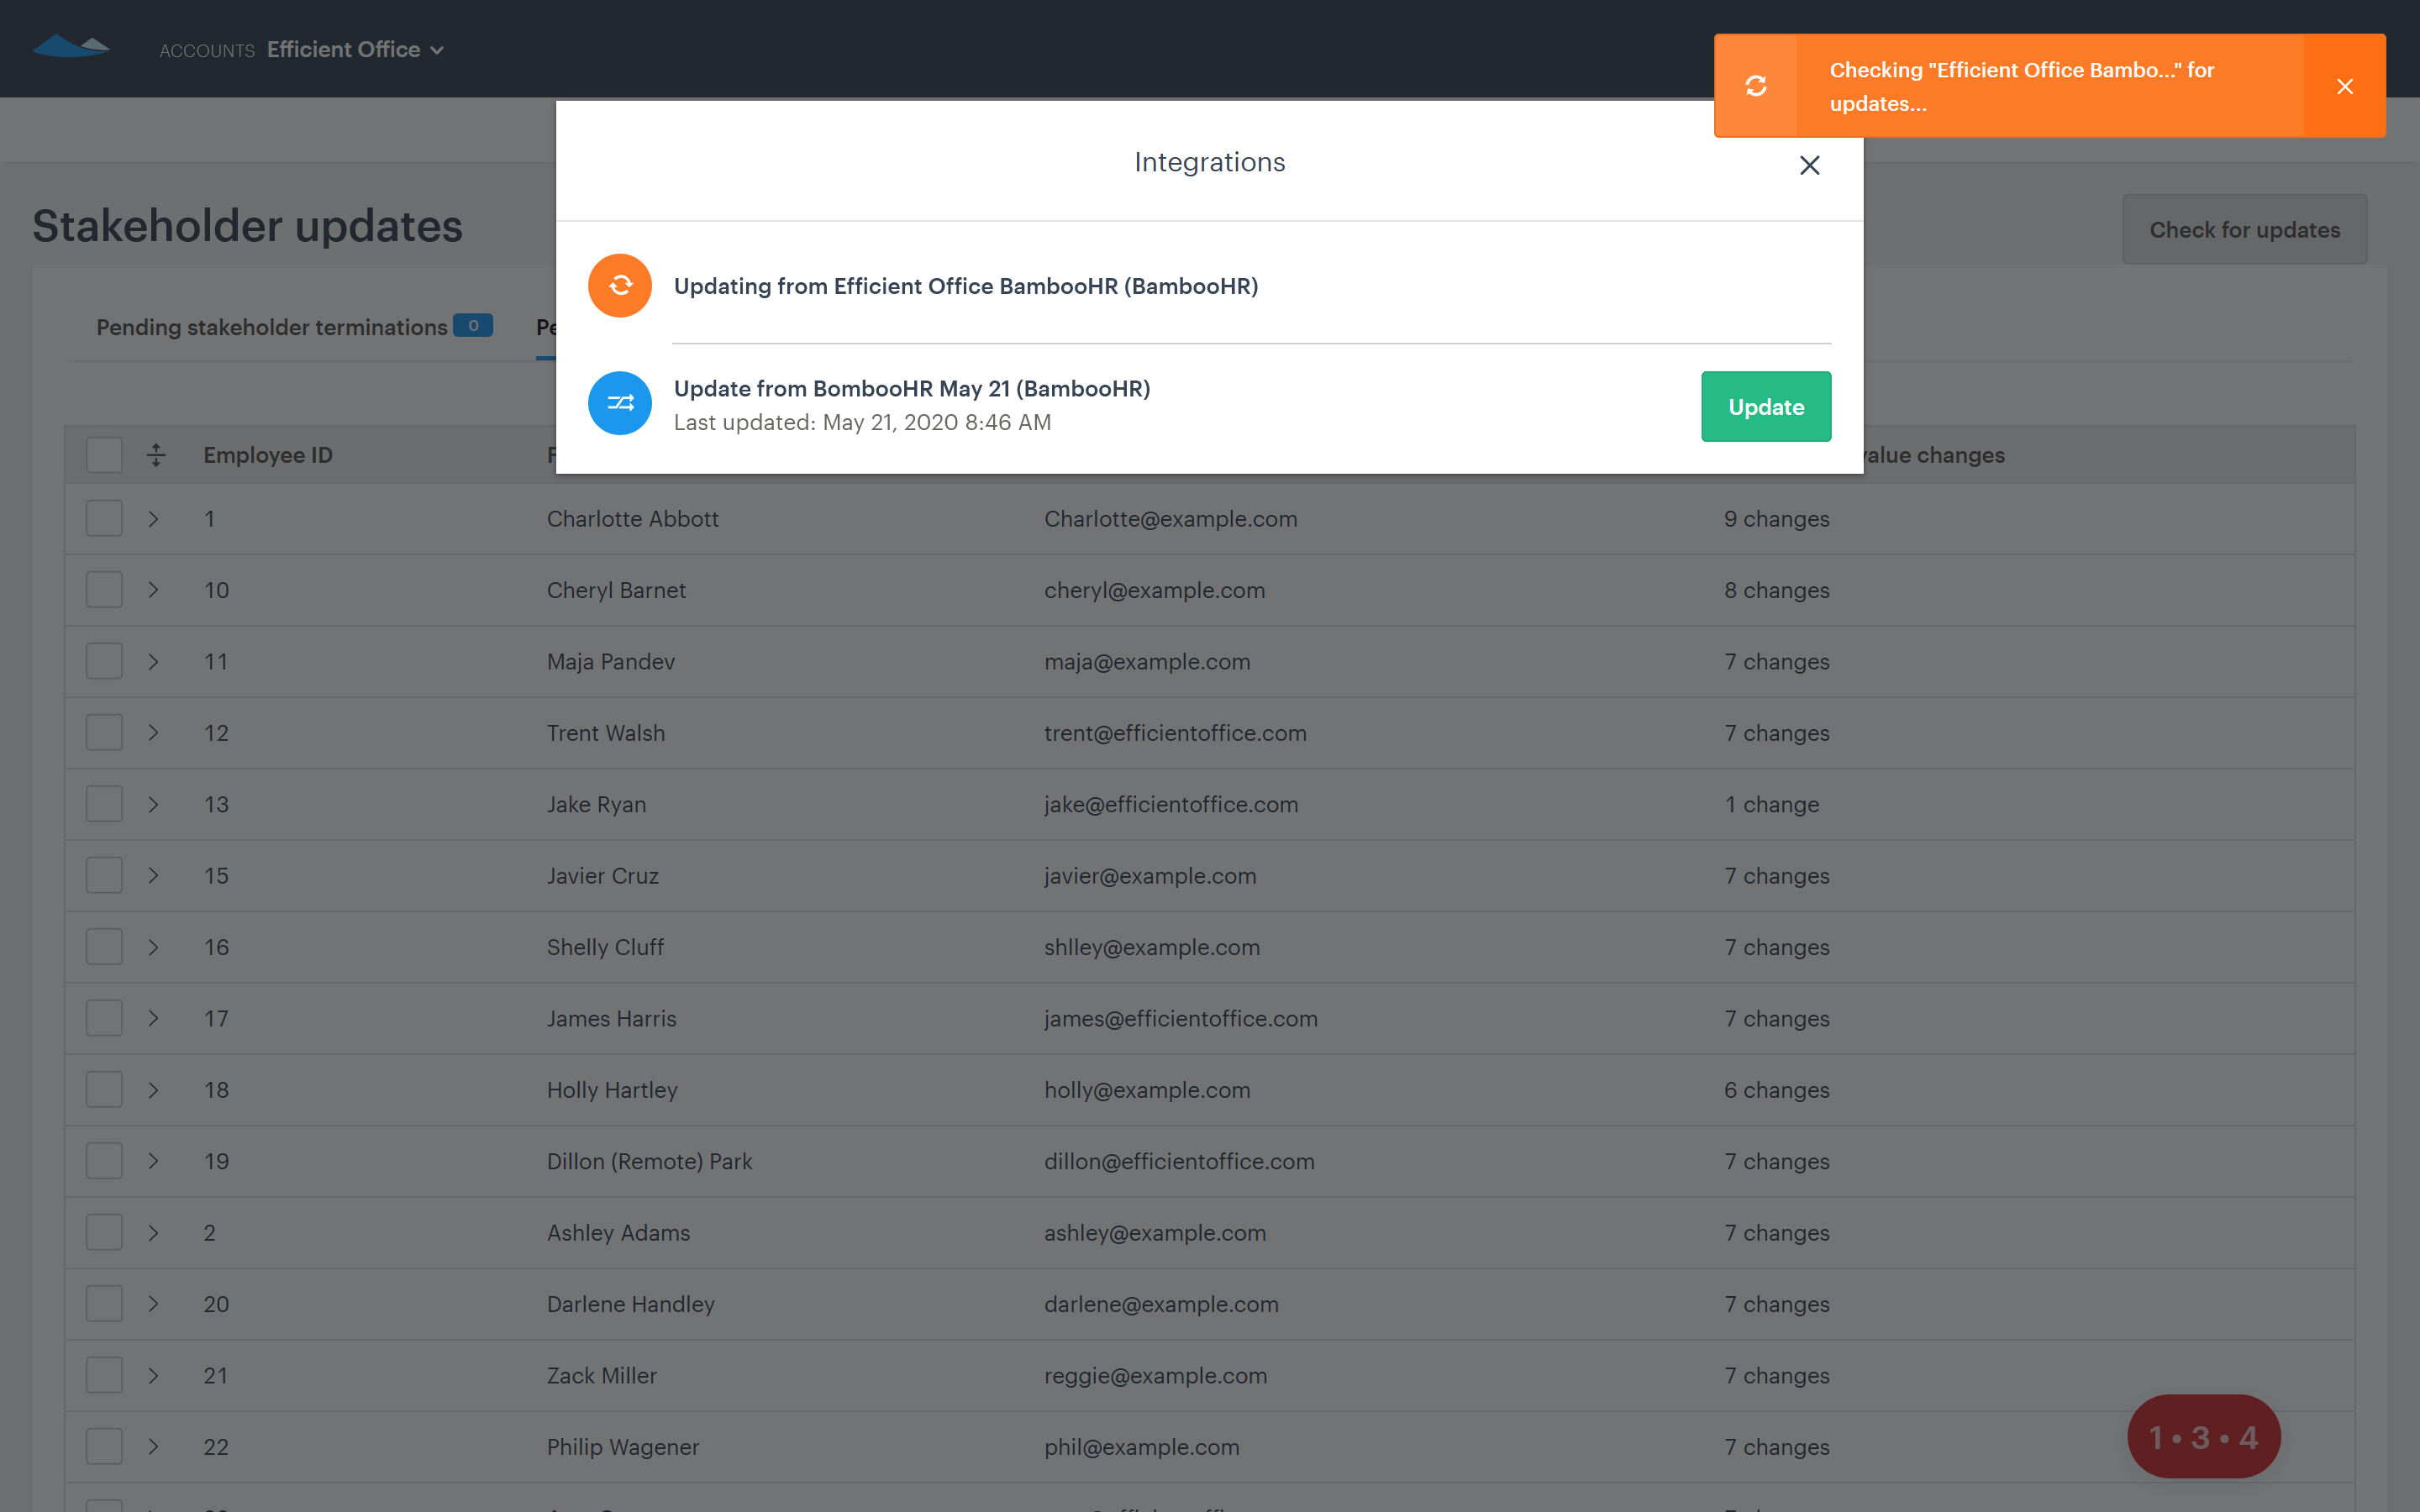 ACCOUNTS Efficient Office
Checking "Efficient Office Bambo..." for
updates...
Integrations
Stakeholder updates
Check for updates
Updating from Efficient Office BambooHR (BambooHR)
Pending stakeholder terminations 0
Update from BombooHR May 21 (BambooHR)
Last updated: May 21, 2020 8:46 AM
Update
Employee ID
value changes
1 Charlotte Abbott Charlotte@example.com 9 changes
10 Cheryl Barnet cheryl@example.com 8 changes
11 Maja Pandev maja@example.com 7 changes
12 Trent Walsh trent@efficientoffice.com 7 changes
13 Jake Ryan jake@efficientoffice.com 1 change
15 Javier Cruz javier@example.com 7 changes
16 Shelly Cluff shlley@example.com 7 changes
17 James Harris james@efficientoffice.com 7 changes
18 Holly Hartley holly@example.com 6 changes
19 Dillon (Remote) Park dillon@efficientoffice.com 7 changes
2 Ashley Adams ashley@example.com 7 changes
20 Darlene Handley darlene@example.com 7 changes
21 Zack Miller reggie@example.com 7 changes
22 Philip Wagener phil@example.com 7 changes
1 • 3 • 4